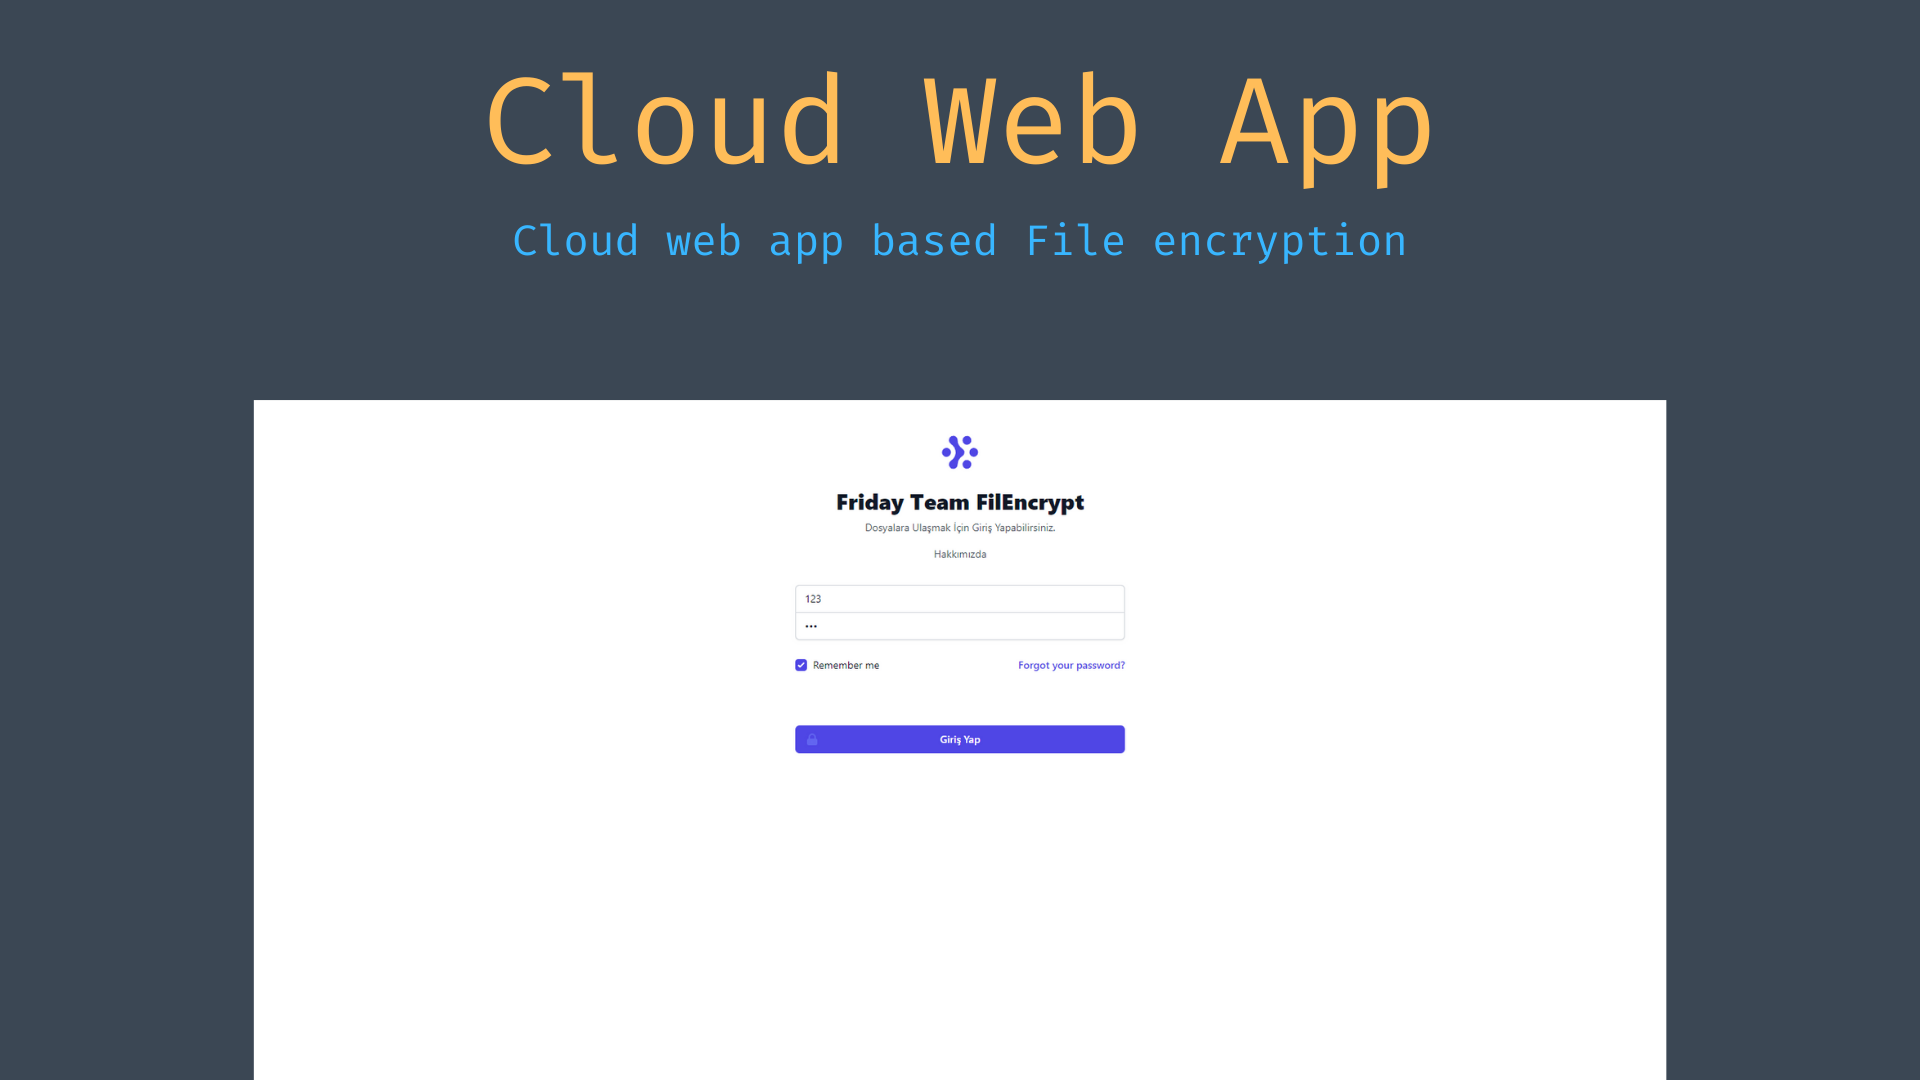 Cloud Web App
Cloud web app based File encryption
Friday Team FilEncrypt
Dosyalara Ulaşmak İçin Giriş Yapabilirsiniz.
Hakkımızda
123
•••
Remember me
Forgot your password?
Giriş Yap